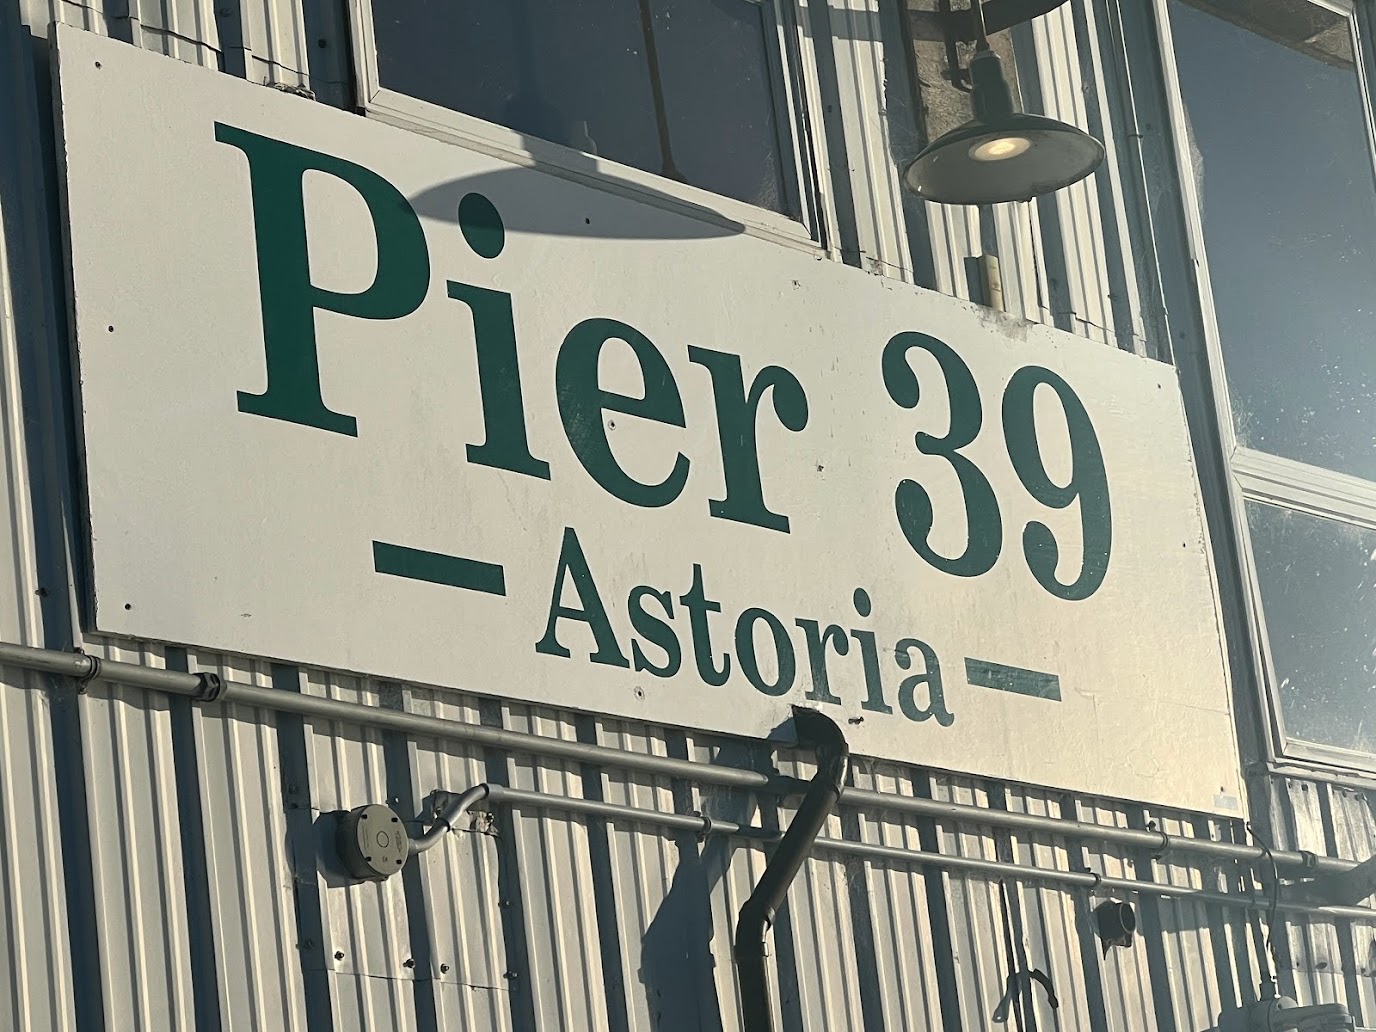 Pier 39
— Astoria —